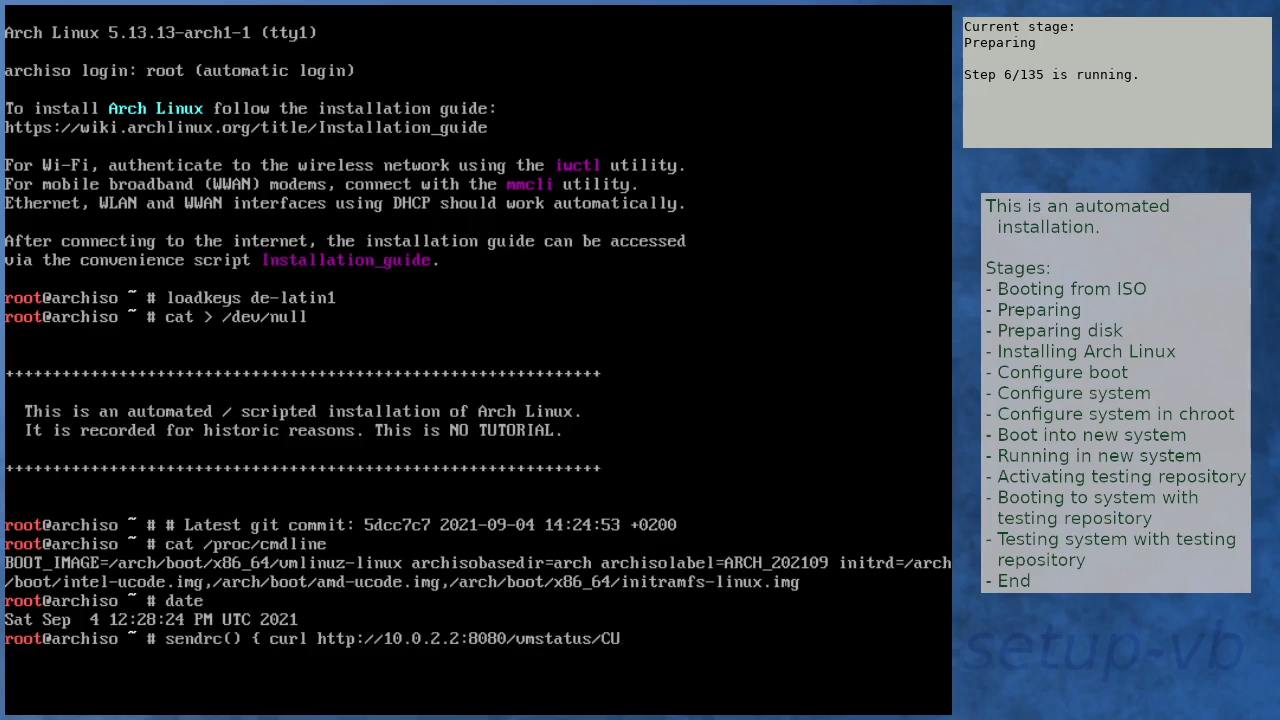 Arch Linux 5.13.13-arch1-1 (tty1)
archiso login: root (automatic login)
To install Arch Linux follow the installation guide:
https://wiki.archlinux.org/title/Installation_guide
For Wi-Fi, authenticate to the wireless network using the iwctl utility.
For mobile broadband (WWAN) modems, connect with the mmcli utility.
Ethernet, WLAN and WWAN interfaces using DHCP should work automatically.
After connecting to the internet, the installation guide can be accessed
via the convenience script Installation_guide.
root@archiso ~ # loadkeys de-latin1
root@archiso ~ # cat > /dev/null
+++++++++++++++++++++++++++++++++++++++++++++++++++++++++++++++
This is an automated / scripted installation of Arch Linux.
It is recorded for historic reasons. This is NO TUTORIAL.
+++++++++++++++++++++++++++++++++++++++++++++++++++++++++++++++
root@archiso ~ # # Latest git commit: 5dcc7c7 2021-09-04 14:24:53 +0200
root@archiso ~ # cat /proc/cmdline
BOOT_IMAGE=/arch/boot/x86_64/vmlinuz-linux archisobasedir=arch archisolabel=ARCH_202109 initrd=/arch
/boot/intel-ucode.img,/arch/boot/amd-ucode.img,/arch/boot/x86_64/initramfs-linux.img
root@archiso ~ # date
Sat Sep  4 12:28:24 PM UTC 2021
root@archiso ~ # sendrc() { curl http://10.0.2.2:8080/vmstatus/CU
Current stage:
Preparing
Step 6/135 is running.
This is an automated
installation.
Stages:
- Booting from ISO
- Preparing
- Preparing disk
- Installing Arch Linux
- Configure boot
- Configure system
- Configure system in chroot
- Boot into new system
- Running in new system
- Activating testing repository
- Booting to system with
testing repository
- Testing system with testing
repository
- End
-setup-vb